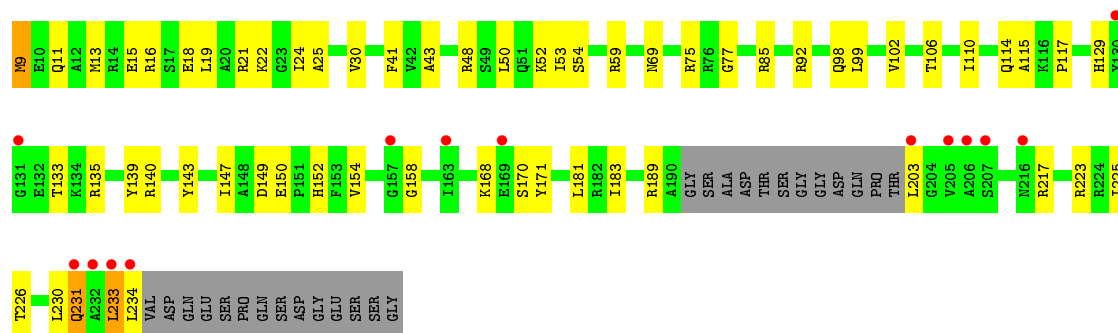 M9 E10 Q11 A12 M13 R14 E15 R16 S17 E18 L19 A20 R21 K22 G23 I24 A25 V30 F41 V42 A43 R48 S49 L50 Q51 K52 I53 S54 R59 N69 R75 R76 G77 R85 R92 Q98 L99 V102 T106 I110 Q114 A115 K116 P117 H129
G131 E132 T133 K134 R135 Y139 R140 Y143 I147 A148 D149 E150 P151 H152 F153 V154 G157 G158 I163 K168 E169 S170 Y171 L181 R182 I183 R189 A190 GLY SER ALA ASP THR SER GLY GLY ASP GLN PRO THR L203 G204 V205 A206 S207 N216 R217 R223 R224
T226 L230 Q231 A232 L233 L234 VAL ASP GLN GLU SER PRO GLN SER ASP GLY GLU SER SER GLY